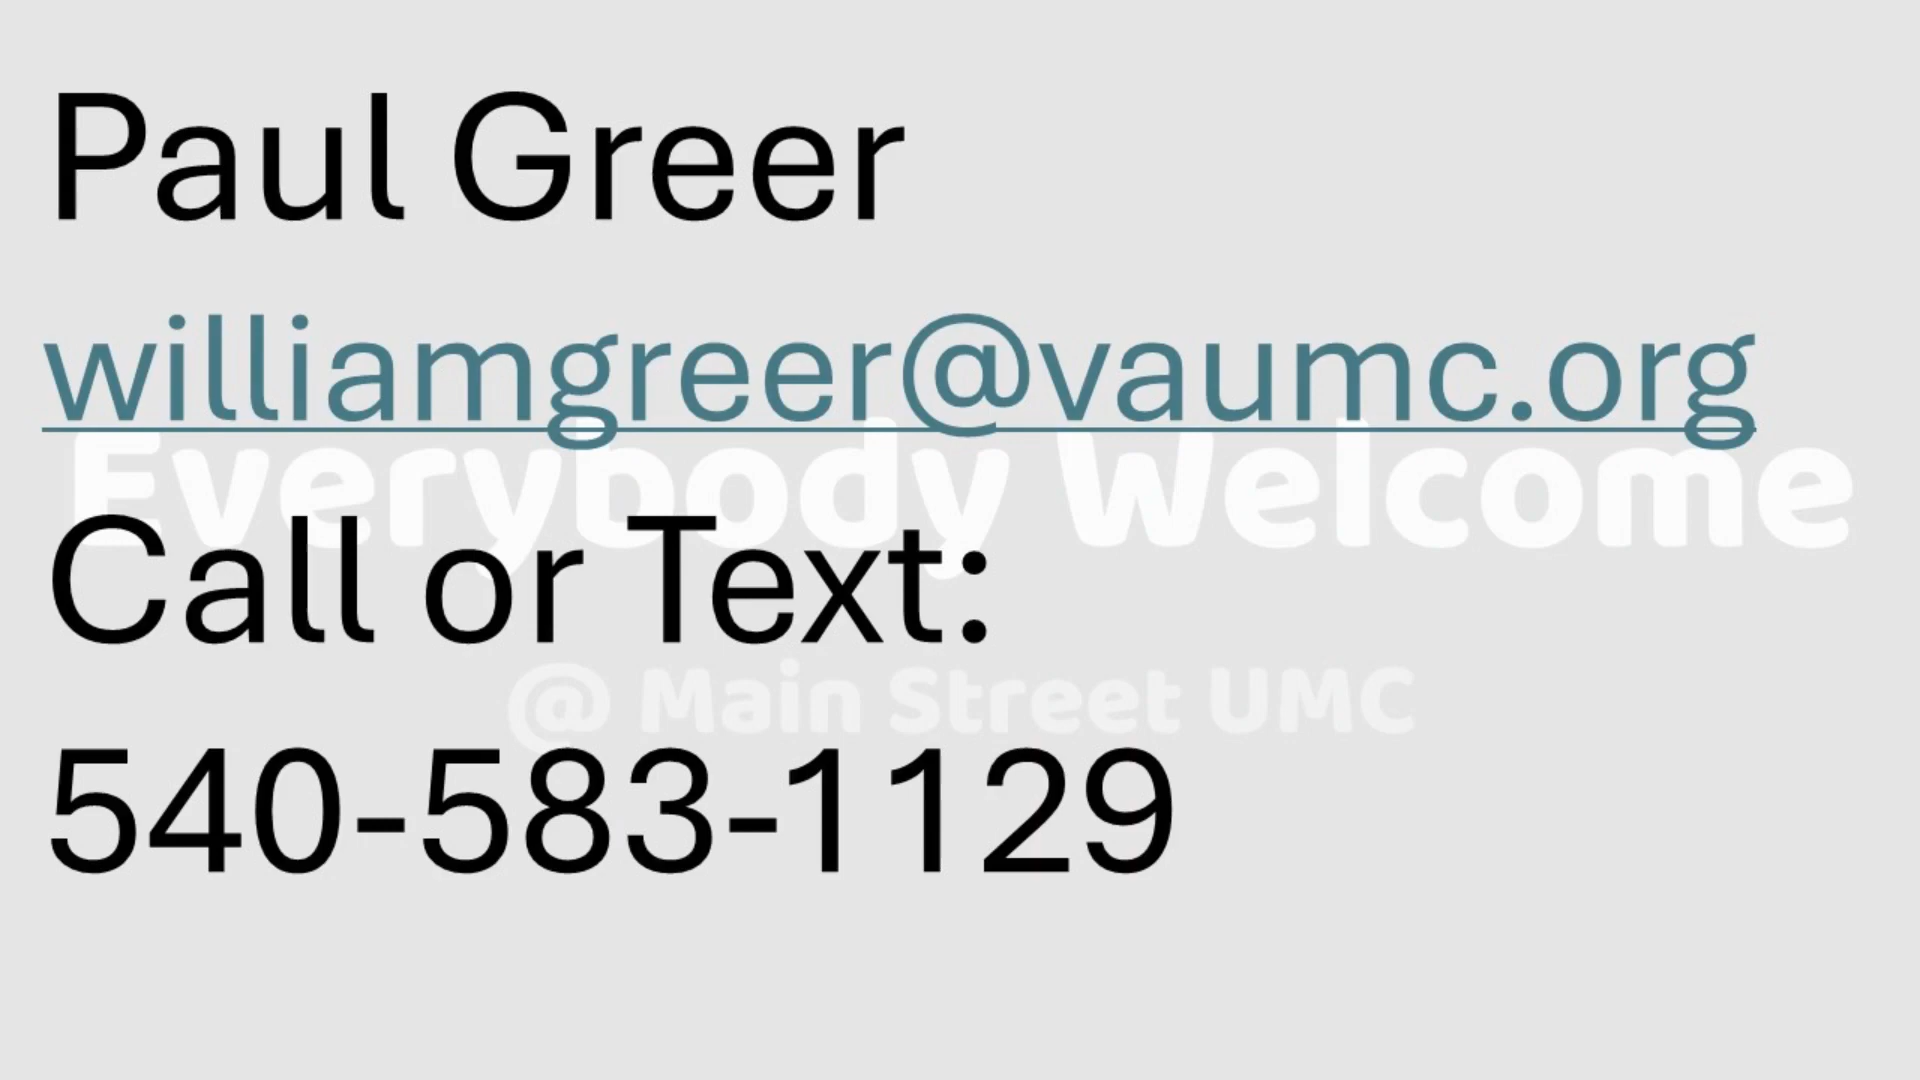 Paul Greer
williamgreer@vaumc.org
Everybody Welcome
Call or Text:
@ Main Street UMC
540-583-1129